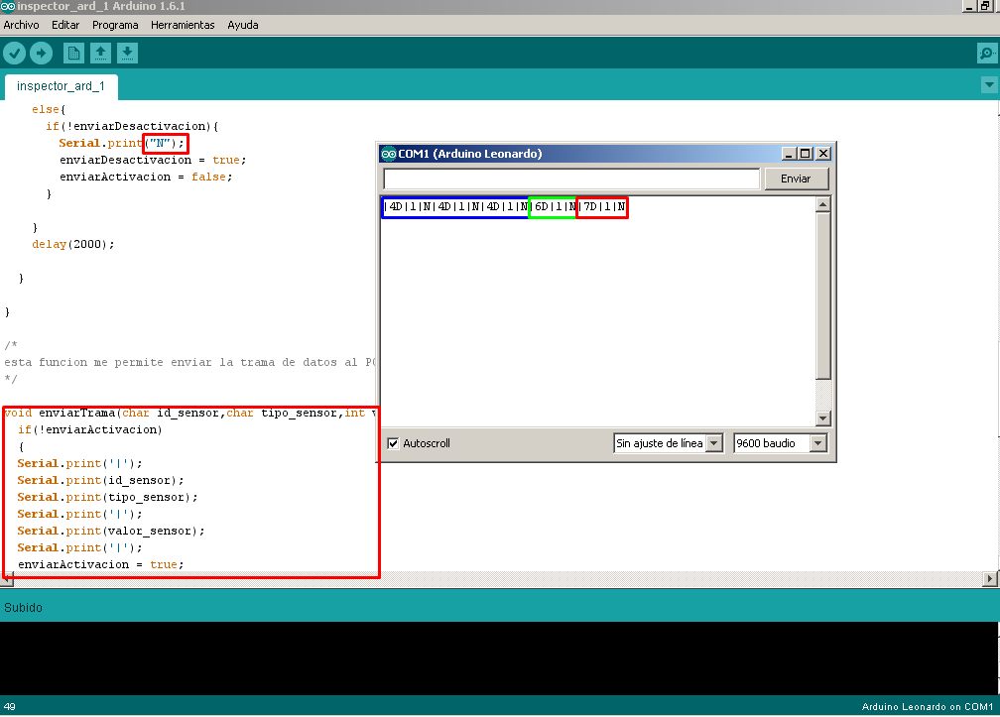 inspector_ard_1 Arduino 1.6.1
Archivo Editar Programa Herramientas Ayuda
inspector_ard_1
else{
if(!enviarDesactivacion){
Serial.print("N");
enviarDesactivacion = true;
enviarActivacion = false;
}
}
delay(2000);
}
}
/*
esta funcion me permite enviar la trama de datos al
*/
void enviarTrama(char id_sensor,char tipo_sensor,int
if(!enviarActivacion)
{
Serial.print('|');
Serial.print(id_sensor);
Serial.print(tipo_sensor);
Serial.print('|');
Serial.print(valor_sensor);
Serial.print('|');
enviarActivacion = true;
COM1 (Arduino Leonardo)
Enviar
|4D|1|N|4D|1|N|4D|1|N|6D|1|N|7D|1|N
Autoscroll
Sin ajuste de línea
9600 baudio
Subido
49
Arduino Leonardo on COM1